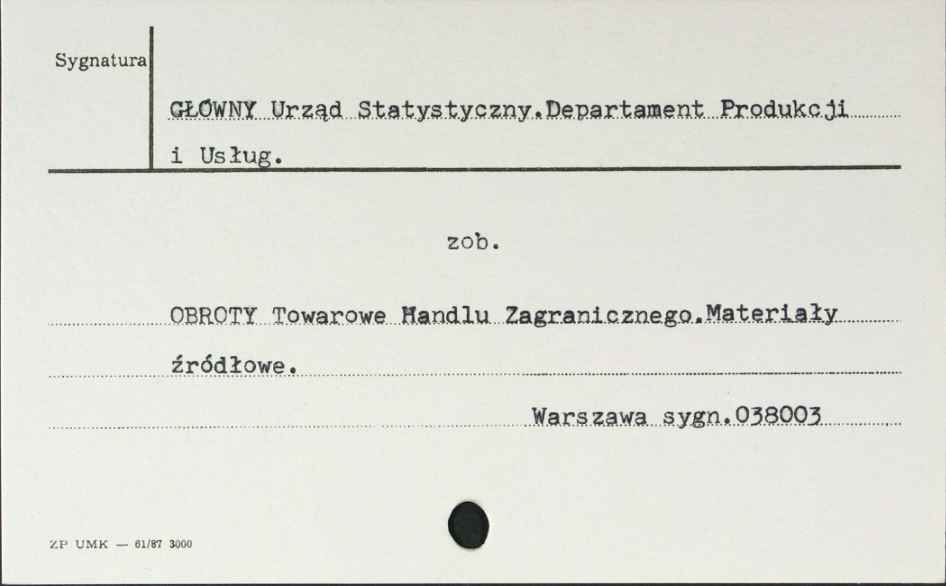 Sygnatura
GŁÓWNY Urząd Statystyczny.Departament Produkcji
i Usług.
zob.
OBROTY Towarowe Handlu Zagranicznego.Materiały
źródłowe.
Warszawa sygn.038003
ZP UMK — 61/87 3000